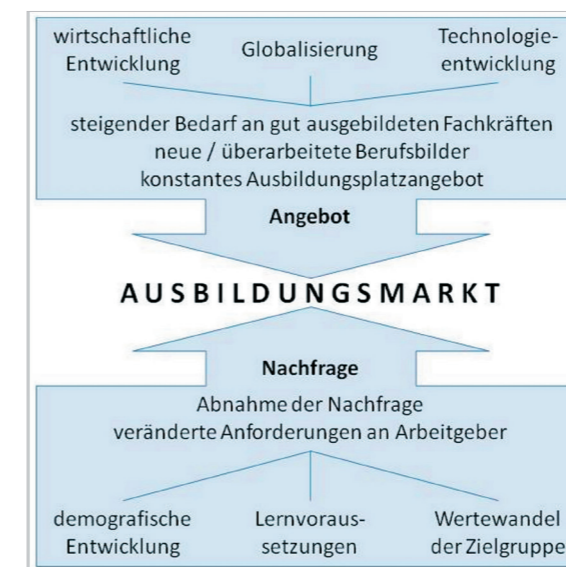 wirtschaftliche
Entwicklung
Globalisierung
Technologie-
entwicklung
steigender Bedarf an gut ausgebildeten Fachkräften
neue / überarbeitete Berufsbilder
konstantes Ausbildungsplatzangebot
Angebot
AUSBILDUNGSMARKT
Nachfrage
Abnahme der Nachfrage
veränderte Anforderungen an Arbeitgeber
demografische
Entwicklung
Lernvoraus-
setzungen
Wertewandel
der Zielgruppe